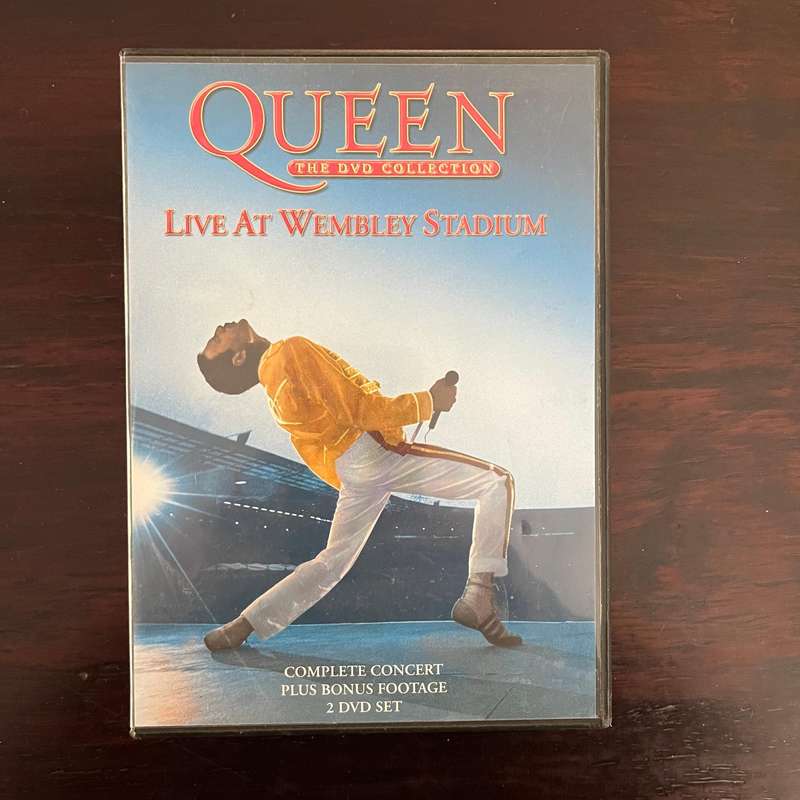 QUEEN
THE DVD COLLECTION
LIVE AT WEMBLEY STADIUM
COMPLETE CONCERT
PLUS BONUS FOOTAGE
2 DVD SET